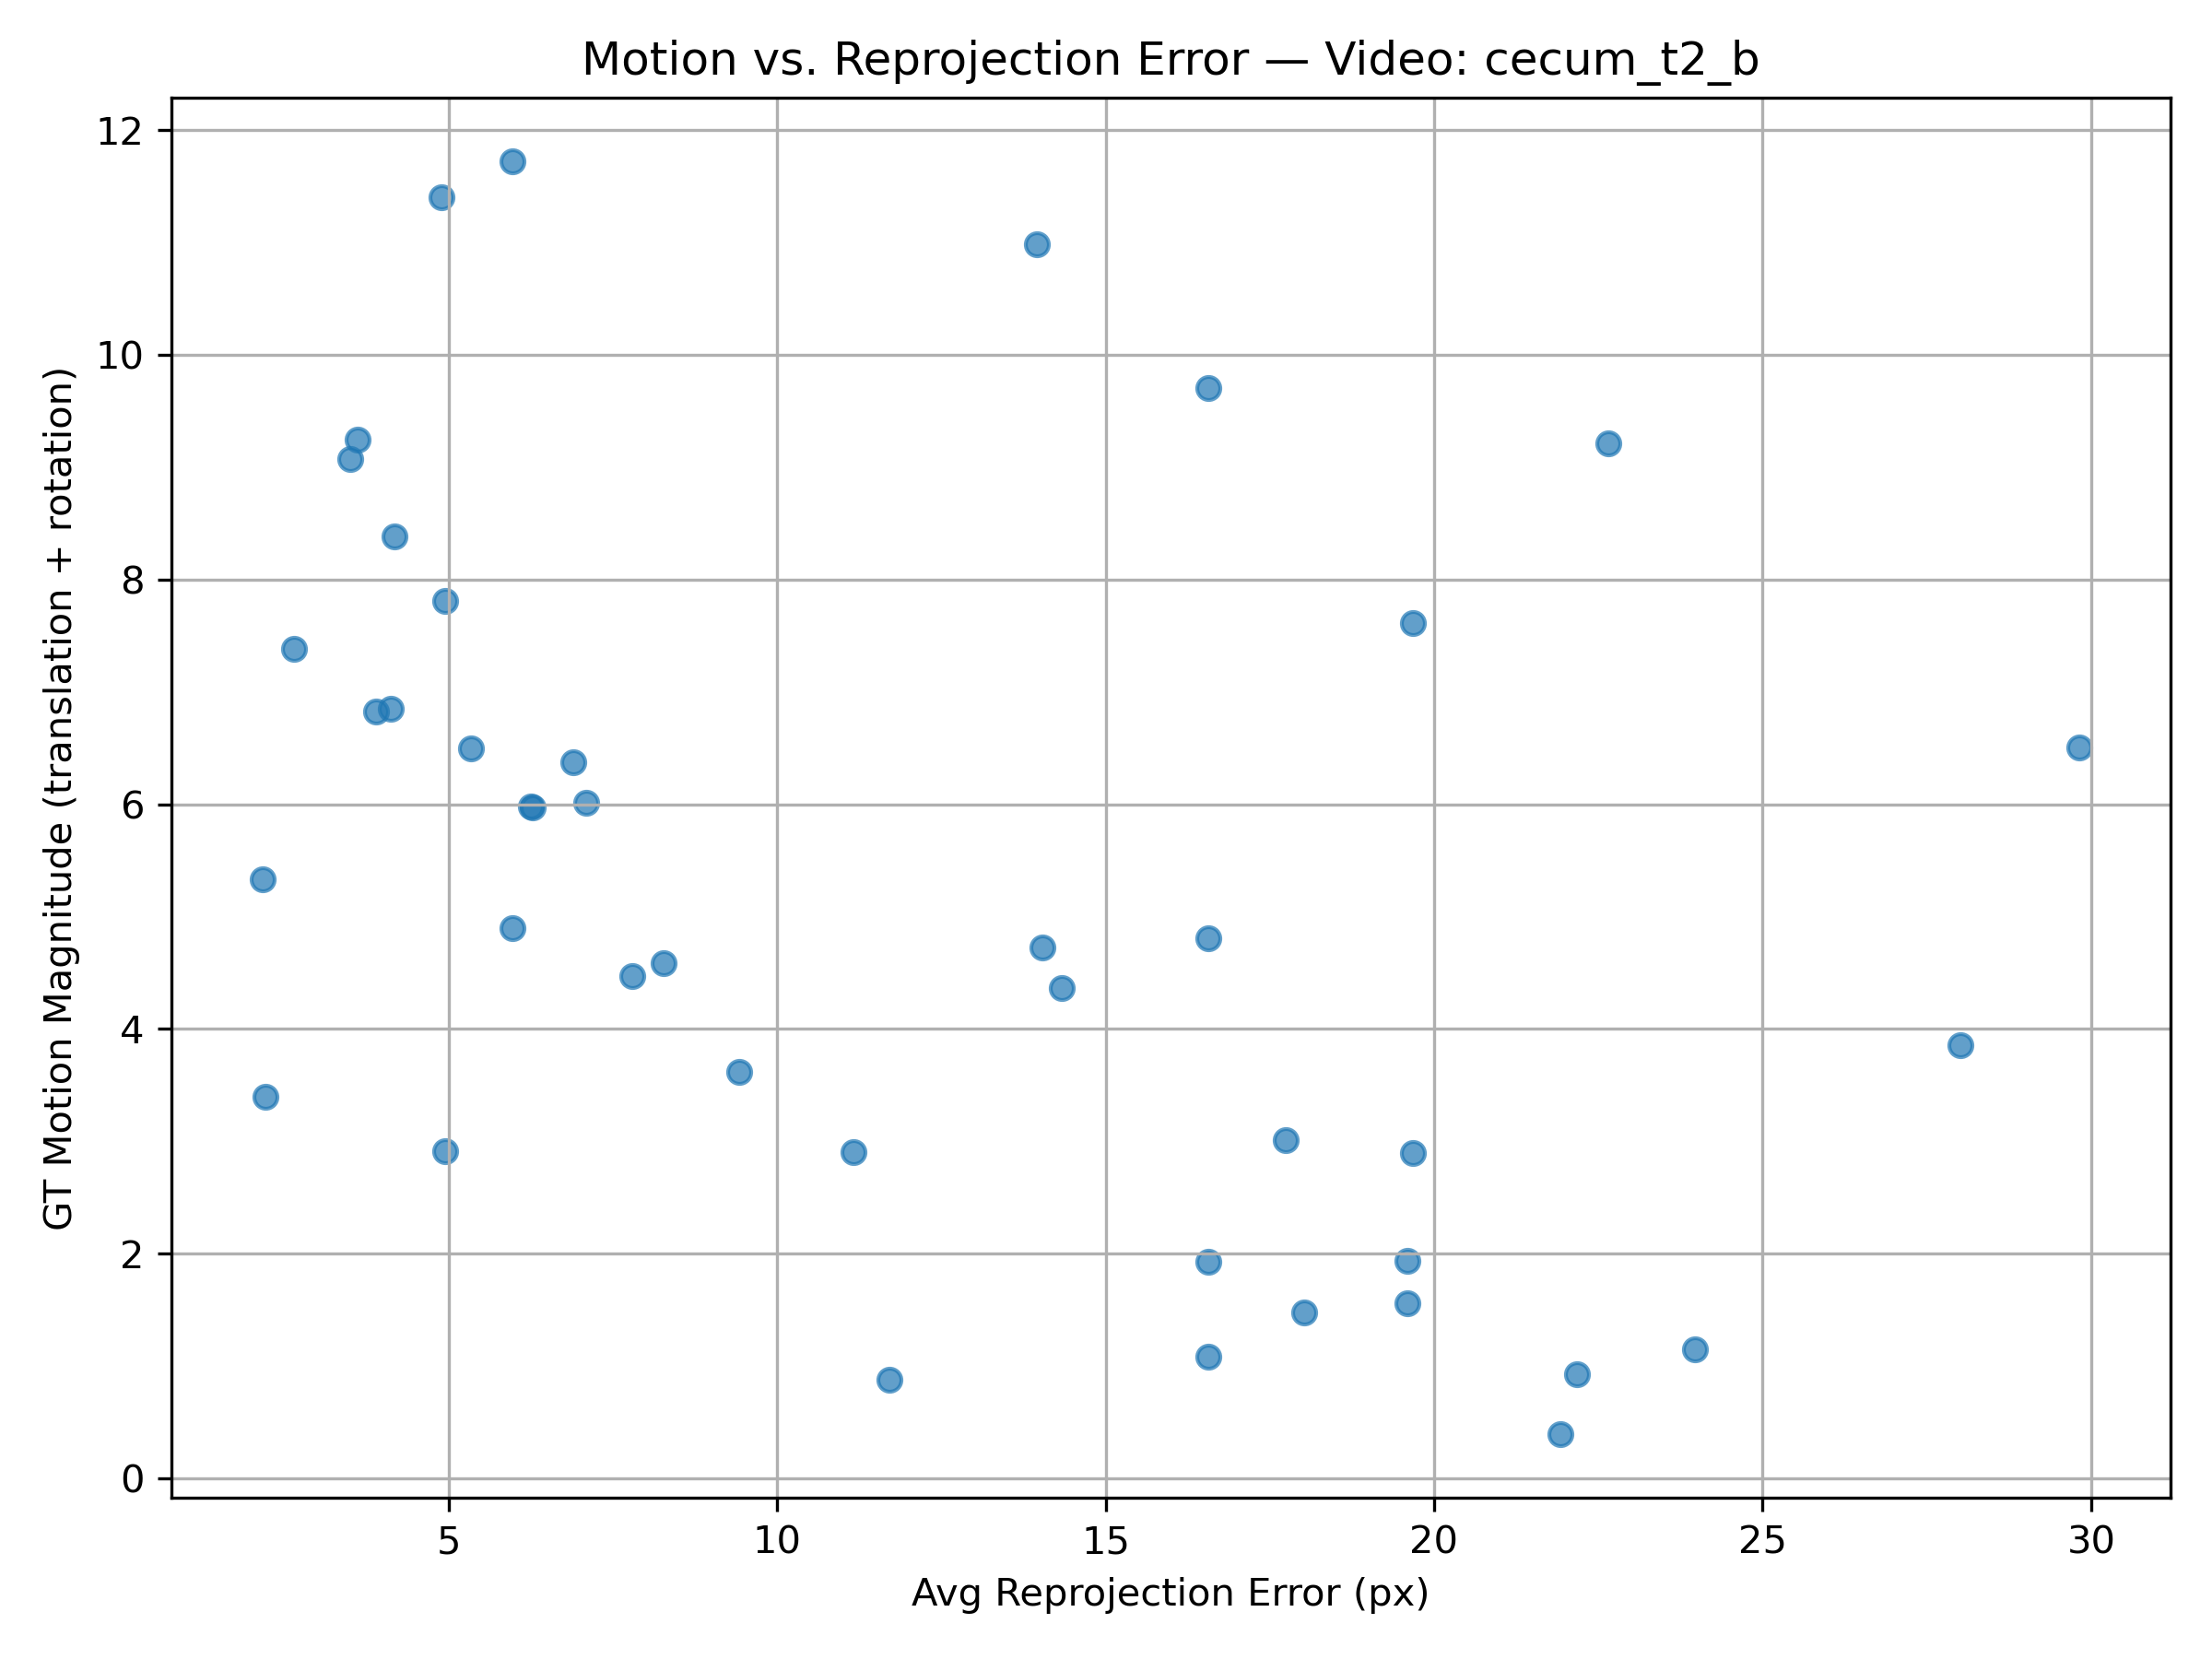 Motion vs. Reprojection Error — Video: cecum_t2_b
GT Motion Magnitude (translation + rotation)
12
10
8
6
4
2
0
5 10 15 20 25 30
Avg Reprojection Error (px)